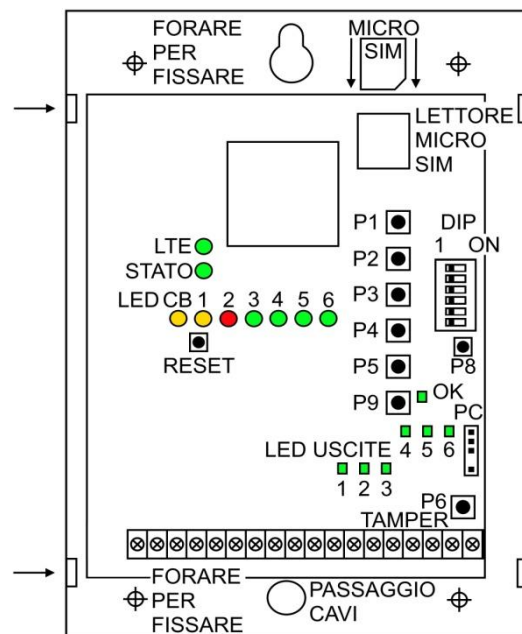 FORARE
PER
FISSARE
MICRO
SIM
LETTORE
MICRO
SIM
P1
DIP
1 ON
LTE
P2
STATO
P3
LED CB 1 2 3 4 5 6
P4
RESET
P5
P8
P9
OK
PC
4 5 6
LED USCITE
1 2 3
P6
TAMPER
FORARE
PER
FISSARE
PASSAGGIO
CAVI